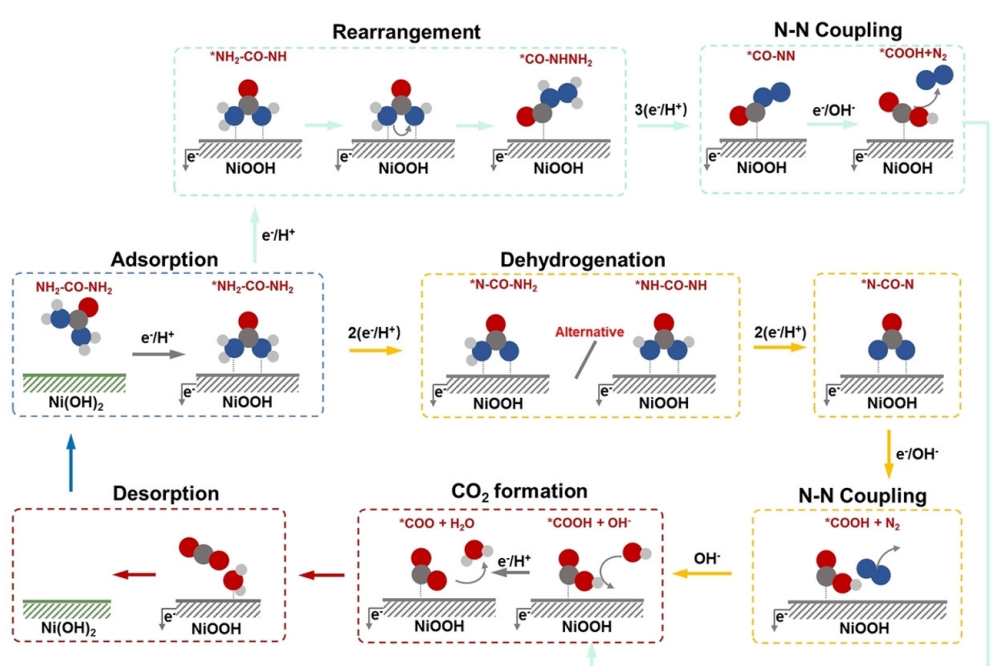 Rearrangement
N-N Coupling
*NH₂-CO-NH
*CO-NHNH₂
*CO-NN
*COOH+N₂
3(e⁻/H⁺)
e⁻/OH⁻
e⁻
NiOOH
e⁻
NiOOH
e⁻
NiOOH
e⁻
NiOOH
e⁻
NiOOH
e⁻/H⁺
Adsorption
Dehydrogenation
NH₂-CO-NH₂
*NH₂-CO-NH₂
*N-CO-NH₂
*NH-CO-NH
*N-CO-N
e⁻/H⁺
2(e⁻/H⁺)
Alternative
2(e⁻/H⁺)
Ni(OH)₂
e⁻
NiOOH
e⁻
NiOOH
e⁻
NiOOH
e⁻
NiOOH
e⁻/OH⁻
Desorption
CO₂ formation
N-N Coupling
*COO + H₂O
*COOH + OH⁻
*COOH + N₂
e⁻/H⁺
OH⁻
Ni(OH)₂
e⁻
NiOOH
e⁻
NiOOH
e⁻
NiOOH
e⁻
NiOOH